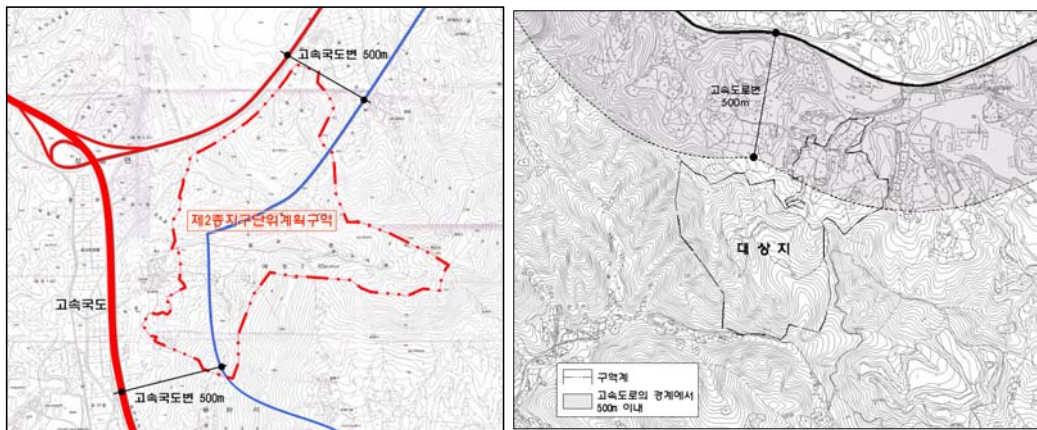 고속국도변 500m
제2종지구단위계획구역
고속국도
고속국도변 500m
고속도로변
500m
대상지
구역계
고속도로의 경계에서
500m 이내